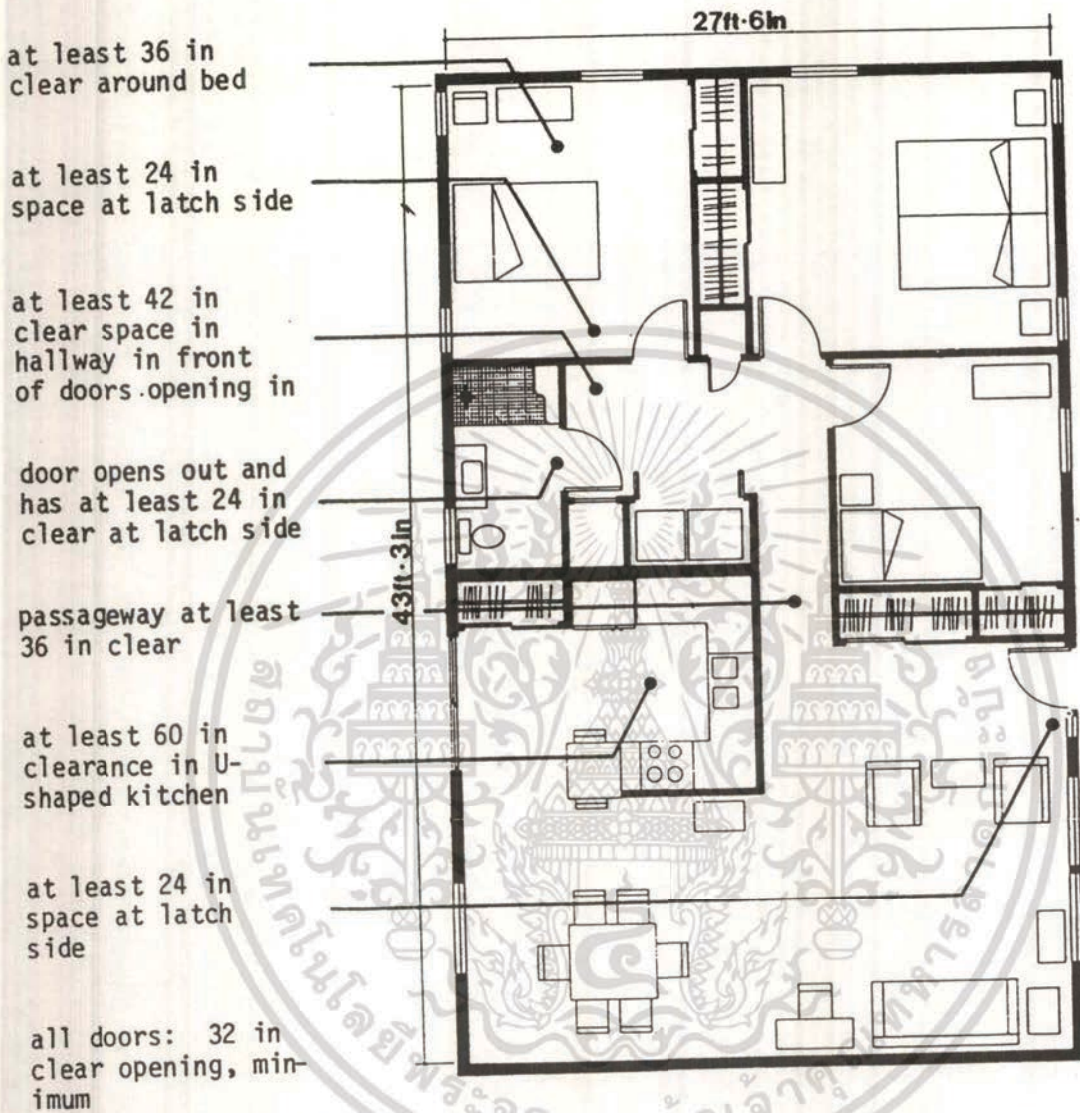 27ft·6in
at least 36 in
clear around bed
at least 24 in
space at latch side
at least 42 in
clear space in
hallway in front
of doors opening in
door opens out and
has at least 24 in
clear at latch side
43ft·3in
passageway at least
36 in clear
at least 60 in
clearance in U-
shaped kitchen
at least 24 in
space at latch
side
all doors: 32 in
clear opening, min-
imum